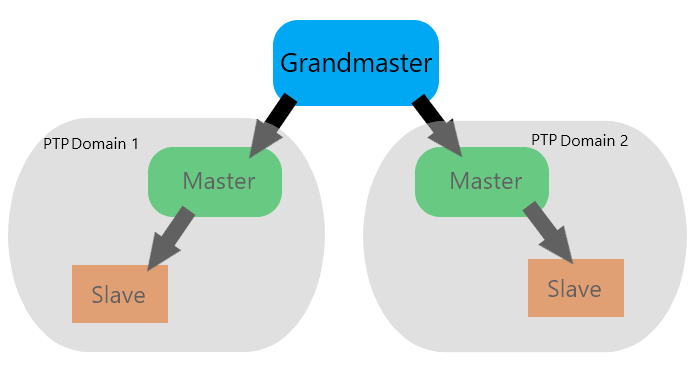 Grandmaster
PTP Domain 1
PTP Domain 2
Master
Master
Slave
Slave